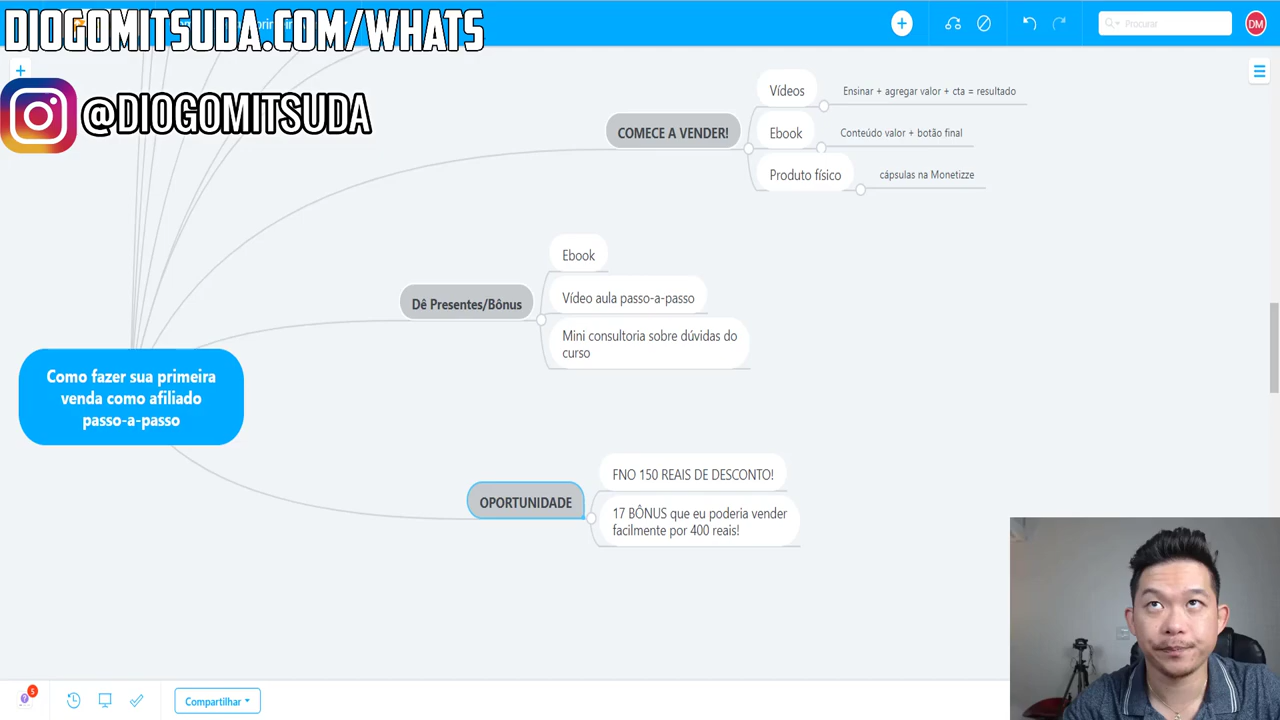 DIOGOMITSUDA.COM/WHATS
@DIOGOMITSUDA
Procurar
DM
COMECE A VENDER!
Vídeos
Ensinar + agregar valor + cta = resultado
Ebook
Conteúdo valor + botão final
Produto físico
cápsulas na Monetizze
Dê Presentes/Bônus
Ebook
Vídeo aula passo-a-passo
Mini consultoria sobre dúvidas do
curso
Como fazer sua primeira
venda como afiliado
passo-a-passo
OPORTUNIDADE
FNO 150 REAIS DE DESCONTO!
17 BÔNUS que eu poderia vender
facilmente por 400 reais!
5
Compartilhar